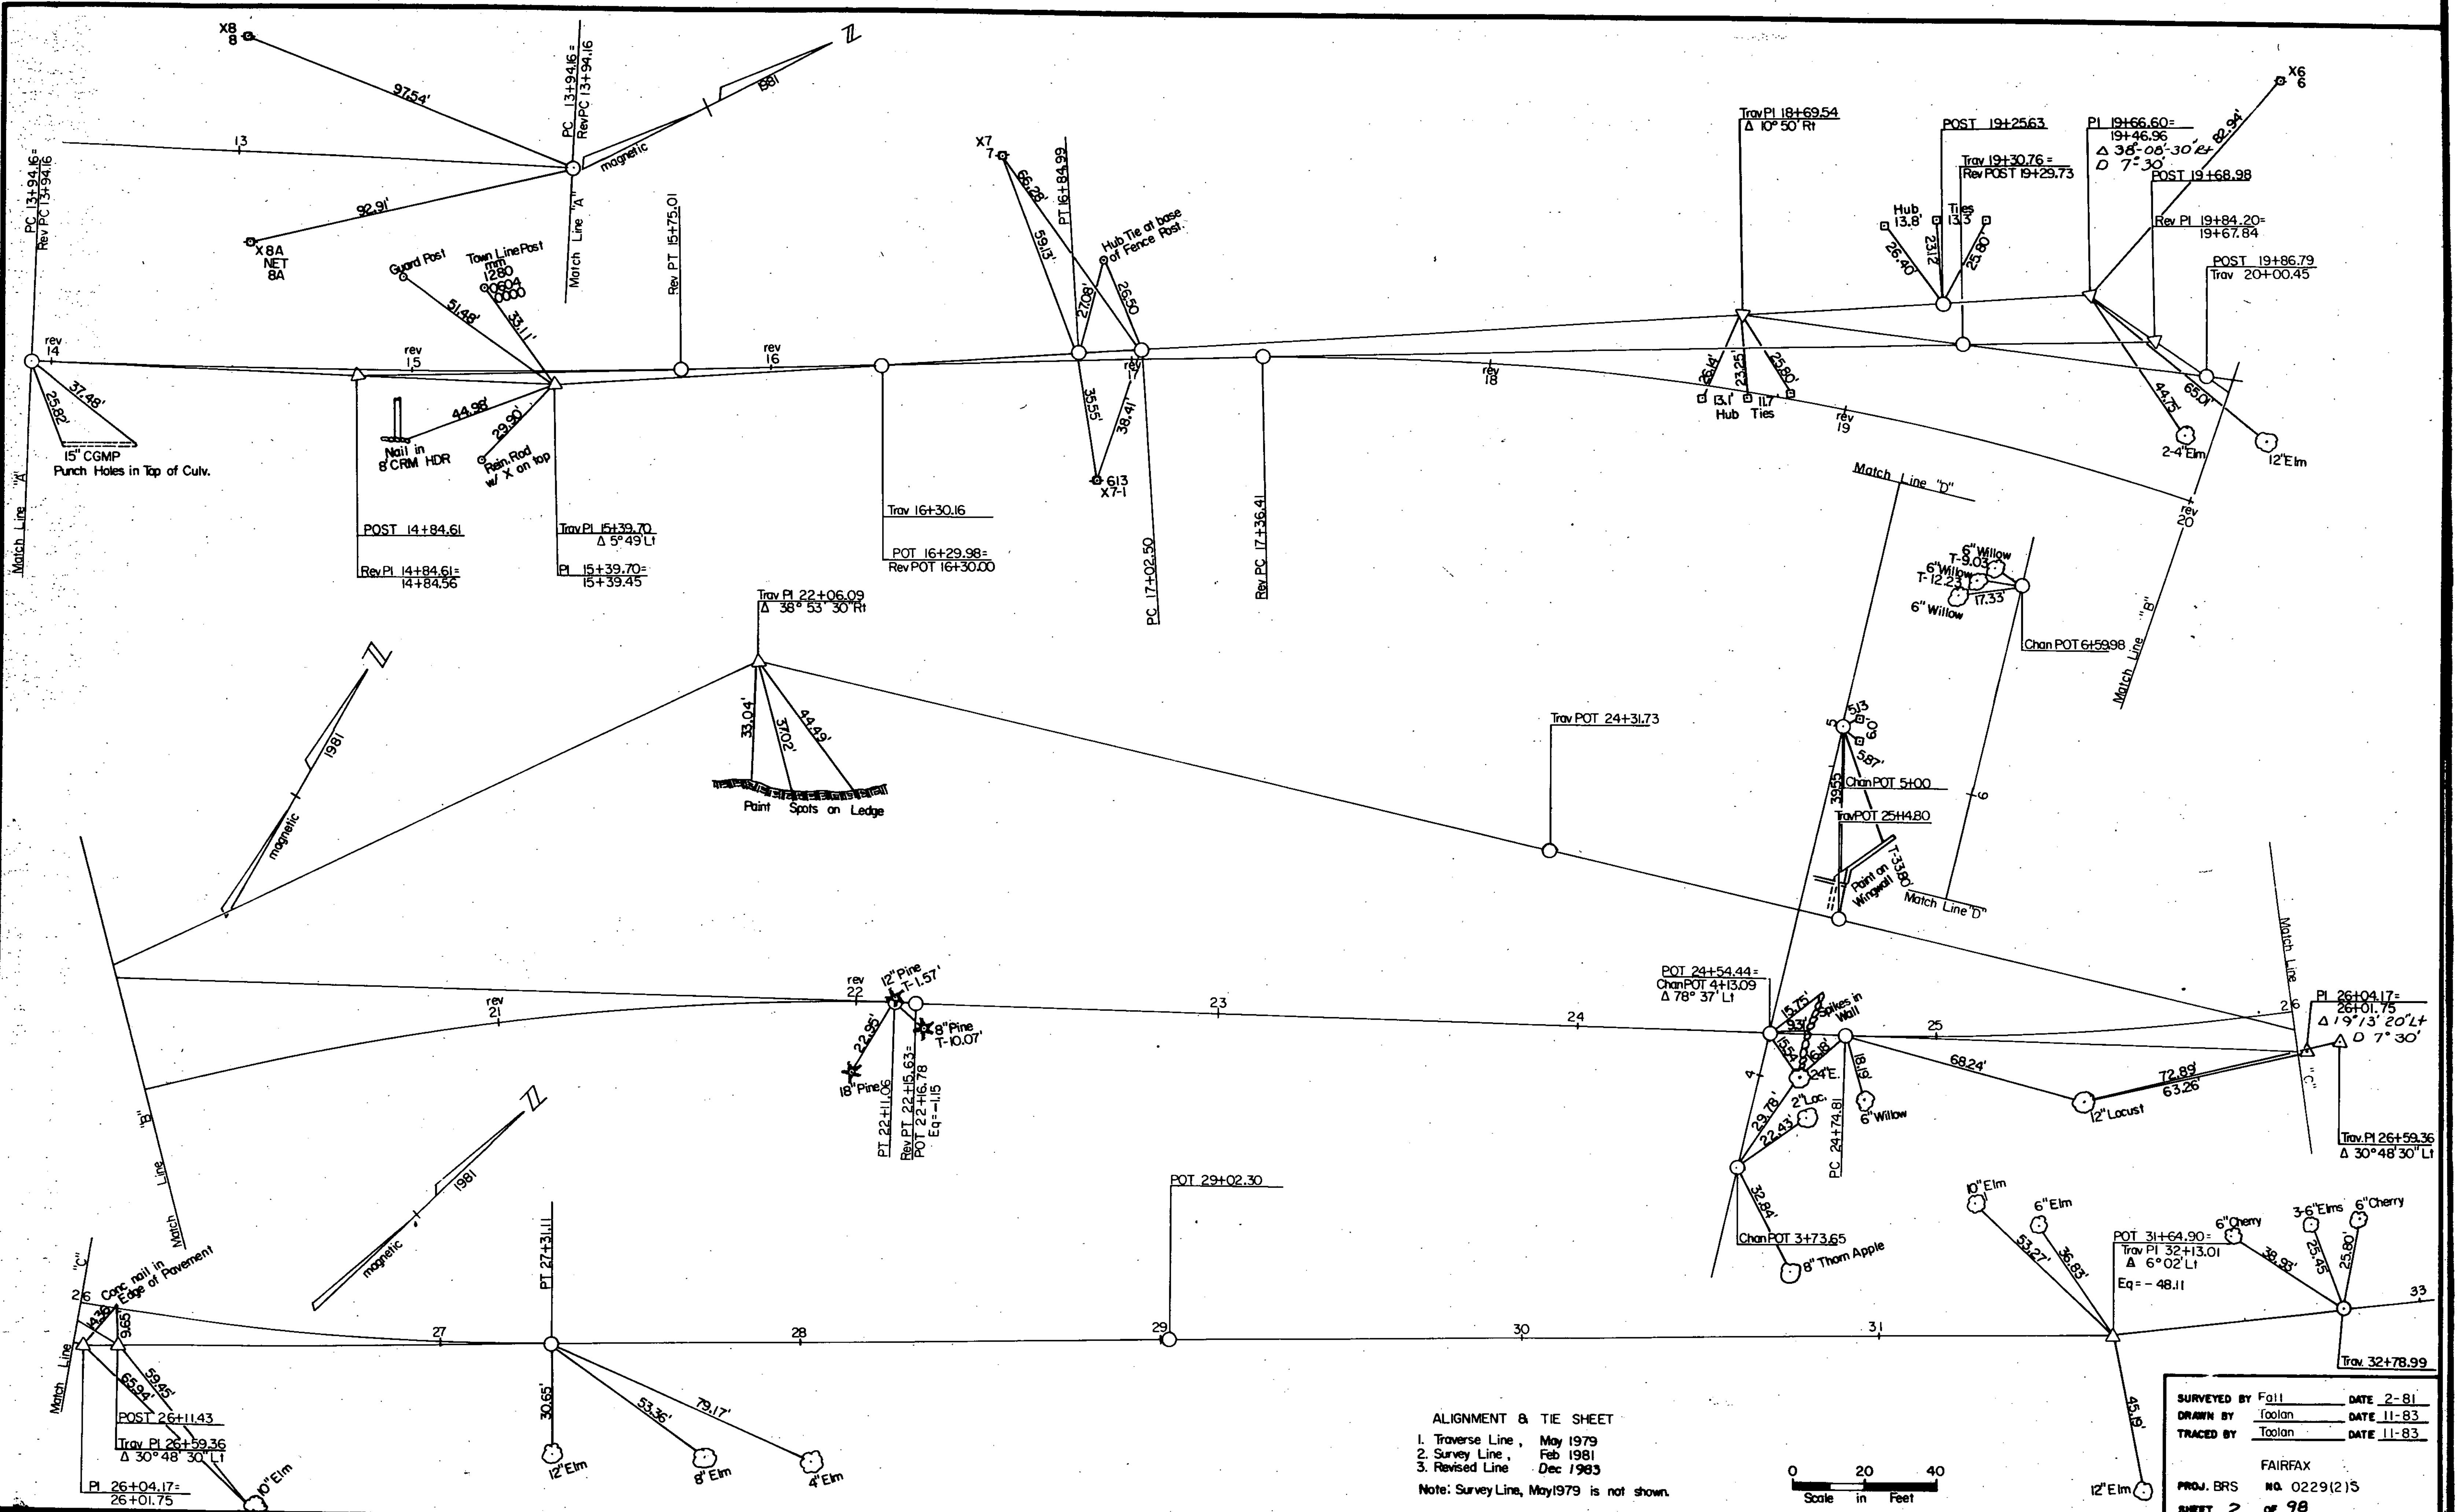 X8
8
97.54'
13
PC 13+94.16 =
Rev PC 13+94.16
1981
magnetic
Match Line "A"
92.91'
X 8A
NET
8A
PC 13+94.16 =
Rev PC 13+94.16
Match Line "A"
rev
14
37.48'
25.82'
15" CGMP
Punch Holes in Top of Culv.
Guard Post
51.48'
Town Line Post
mm
1280
0604
0000
33.11'
rev
15
44.98'
29.90'
Nail in
8' CRM HDR
Rein. Rod
w/ X on top
POST 14+84.61
Rev PI 14+84.61=
14+84.56
Trav PI 15+39.70
Δ 5°49' Lt
PI 15+39.70=
15+39.45
Rev PT 15+75.01
rev
16
Trav 16+30.16
POT 16+29.98=
Rev POT 16+30.00
X7
7
66.28'
59.13'
PT 16+84.99
Hub Tie at base
of Fence Post.
27.08'
26.50
rev
17
35.55'
38.41'
613
X7-1
PC 17+02.50
Rev PC 17+36.41
rev
18
Trav PI 18+69.54
Δ 10°50' Rt
26.14'
23.25'
25.80'
13.1'
11.7'
Hub Ties
rev
19
POST 19+25.63
Trav 19+30.76 =
Rev POST 19+29.73
Hub Ties
13.8'
13.3'
26.40'
23.12'
25.80'
PI 19+66.60=
19+46.96
Δ 38°-08'-30" Rt
D 7°30'
X6
6
82.94'
POST 19+68.98
Rev PI 19+84.20=
19+67.84
POST 19+86.79
Trav 20+00.45
44.75'
65.01'
2-4" Elm
12" Elm
rev
20
Match Line "B"
Match Line "D"
6" Willow
T-9.03
6" Willow
T-12.23
17.33'
6" Willow
Chan POT 6+59.98
Trav PI 22+06.09
Δ 38° 53' 30" Rt
33.04'
37.02'
44.49'
Paint Spots on Ledge
1981
magnetic
Trav POT 24+31.73
5
5.13
6.0
5.87'
39.55
Chan POT 5+00
Trav POT 25+14.80
6
T-33.80'
Paint on
Wingwall
Match Line "D"
Match Line "B"
rev
21
rev
22
12" Pine
T-1.57'
22.95'
8" Pine
T-10.07'
18" Pine
PT 22+11.06
Rev PT 22+15.63=
POT 22+16.78
Eq=-1.15
23
24
POT 24+54.44=
Chan POT 4+13.09
Δ 78° 37' Lt
15.75'
9.31'
Spikes in
Wall
15.54'
16.18'
4
24" E.
18.19'
6" Willow
2" Loc.
29.78'
22.43'
PC 24+74.81
32.84'
Chan POT 3+73.65
8" Thorn Apple
25
68.24'
12" Locust
72.89'
63.26'
Match Line "C"
26
PI 26+04.17=
26+01.75
Δ 19°13' 20" Lt
D 7°30'
Trav. PI 26+59.36
Δ 30°48'30" Lt
1981
magnetic
Match Line "C"
26
Conc. nail in
Edge of Pavement
14.36'
9.65'
59.45'
65.94'
POST 26+11.43
Trav PI 26+59.36
Δ 30°48' 30" Lt
PI 26+04.17=
26+01.75
10" Elm
27
PT 27+31.11
30.65'
53.36'
79.17'
12" Elm
8" Elm
4" Elm
28
29
POT 29+02.30
30
31
10" Elm
53.27'
6" Elm
36.83'
POT 31+64.90=
Trav PI 32+13.01
Δ 6°02' Lt
Eq= - 48.11
45.19'
12" Elm
6" Cherry
38.93'
3-6" Elms
25.45'
6" Cherry
25.80'
33
Trav. 32+78.99
ALIGNMENT & TIE SHEET
1. Traverse Line, May 1979
2. Survey Line, Feb 1981
3. Revised Line Dec 1983
Note: Survey Line, May 1979 is not shown.
0 20 40
Scale in Feet
SURVEYED BY Fall DATE 2-81
DRAWN BY Toolan DATE 11-83
TRACED BY Toolan DATE 11-83
FAIRFAX
PROJ. BRS NO. 0229(2)S
SHEET 2 OF 98